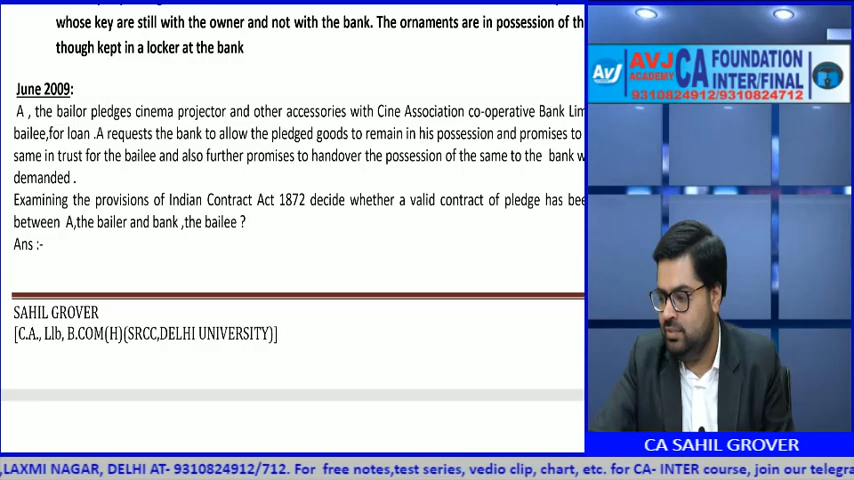 whose key are still with the owner and not with the bank. The ornaments are in possession of th
though kept in a locker at the bank
June 2009:
A , the bailor pledges cinema projector and other accessories with Cine Association co-operative Bank Lim
bailee,for loan .A requests the bank to allow the pledged goods to remain in his possession and promises to
same in trust for the bailee and also further promises to handover the possession of the same to the bank w
demanded .
Examining the provisions of Indian Contract Act 1872 decide whether a valid contract of pledge has bee
between A,the bailer and bank ,the bailee ?
Ans :-
SAHIL GROVER
[C.A., Llb, B.COM(H)(SRCC,DELHI UNIVERSITY)]
AVJ
AVJ ACADEMY
CA FOUNDATION
INTER/FINAL
9310824912/9310824712
CA SAHIL GROVER
,LAXMI NAGAR, DELHI AT- 9310824912/712. For free notes,test series, vedio clip, chart, etc. for CA- INTER course, join our telegra